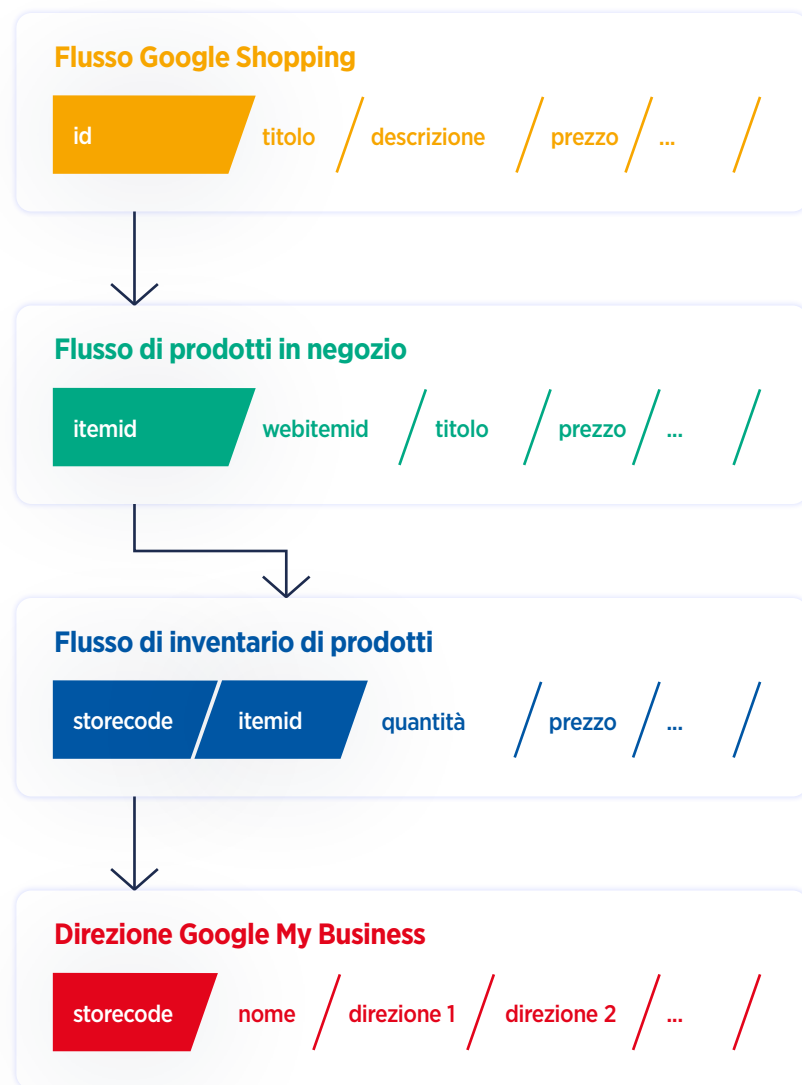 Flusso Google Shopping
id titolo descrizione prezzo ...
Flusso di prodotti in negozio
itemid webitemid titolo prezzo ...
Flusso di inventario di prodotti
storecode itemid quantità prezzo ...
Direzione Google My Business
storecode nome direzione 1 direzione 2 ...